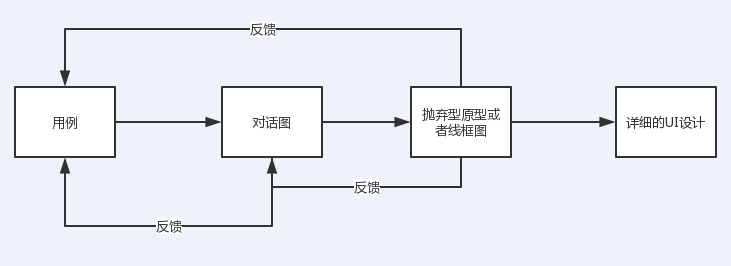 反馈
用例
对话图
抛弃型原型或
者线框图
详细的UI设计
反馈
反馈